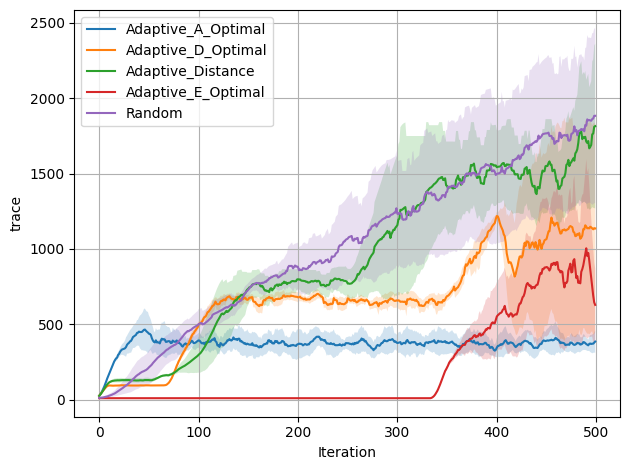 2500
2000
1500
1000
500
0
trace
Adaptive_A_Optimal
Adaptive_D_Optimal
Adaptive_Distance
Adaptive_E_Optimal
Random
0 100 200 300 400 500
Iteration